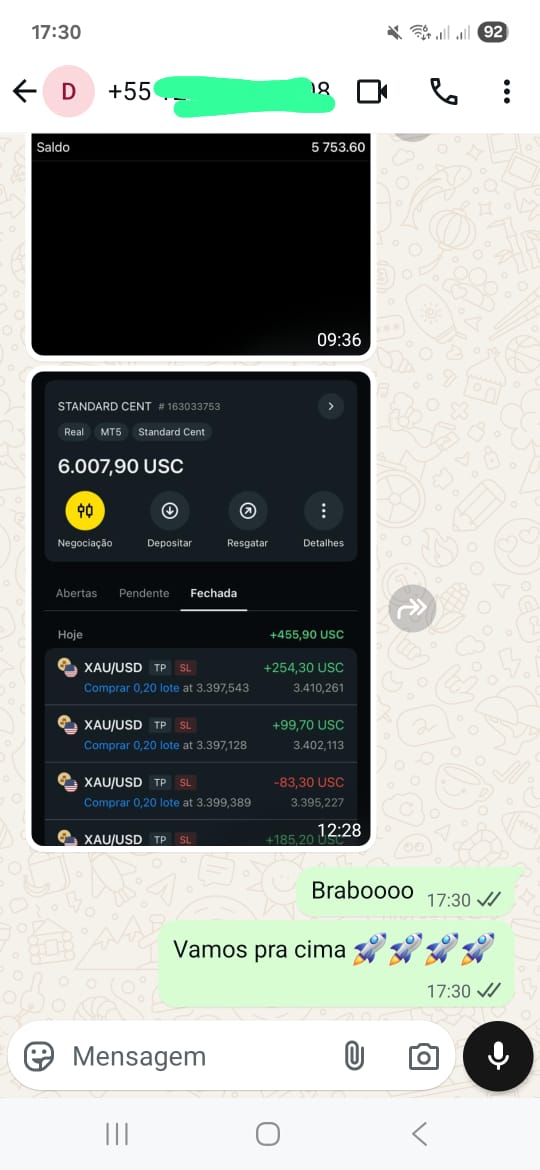 17:30
92
D
+55
Saldo 5 753.60
09:36
STANDARD CENT # 163033753
Real MT5 Standard Cent
6.007,90 USC
Negociação Depositar Resgatar Detalhes
Abertas Pendente Fechada
Hoje +455,90 USC
XAU/USD TP SL +254,30 USC
Comprar 0,20 lote at 3.397,543 3.410,261
XAU/USD TP SL +99,70 USC
Comprar 0,20 lote at 3.397,128 3.402,113
XAU/USD TP SL -83,30 USC
Comprar 0,20 lote at 3.399,389 3.395,227
XAU/USD TP SL +185,20 USC
12:28
Braboooo 17:30
Vamos pra cima 🚀🚀🚀🚀
17:30
Mensagem